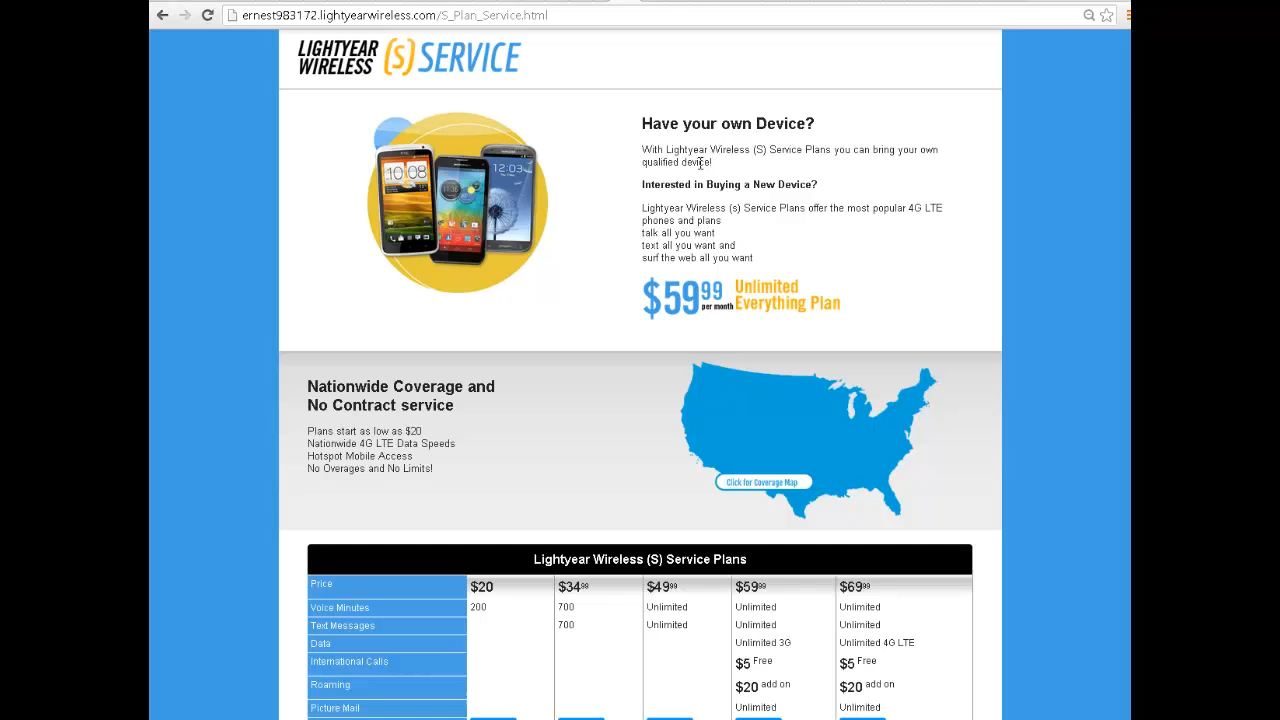 ernest983172.lightyearwireless.com/S_Plan_Service.html
LIGHTYEAR
WIRELESS
(S) SERVICE
Have your own Device?
With Lightyear Wireless (S) Service Plans you can bring your own
qualified device!
Interested in Buying a New Device?
Lightyear Wireless (s) Service Plans offer the most popular 4G LTE
phones and plans
talk all you want
text all you want and
surf the web all you want
$59.99 per month Unlimited
Everything Plan
10:08
12:03
Nationwide Coverage and
No Contract service
Plans start as low as $20
Nationwide 4G LTE Data Speeds
Hotspot Mobile Access
No Overages and No Limits!
Click for Coverage Map
Lightyear Wireless (S) Service Plans
Price $20 $34.99 $49.99 $59.99 $69.99
Voice Minutes 200 700 Unlimited Unlimited Unlimited
Text Messages 700 Unlimited Unlimited Unlimited
Data Unlimited 3G Unlimited 4G LTE
International Calls $5 Free $5 Free
Roaming $20 add on $20 add on
Picture Mail Unlimited Unlimited